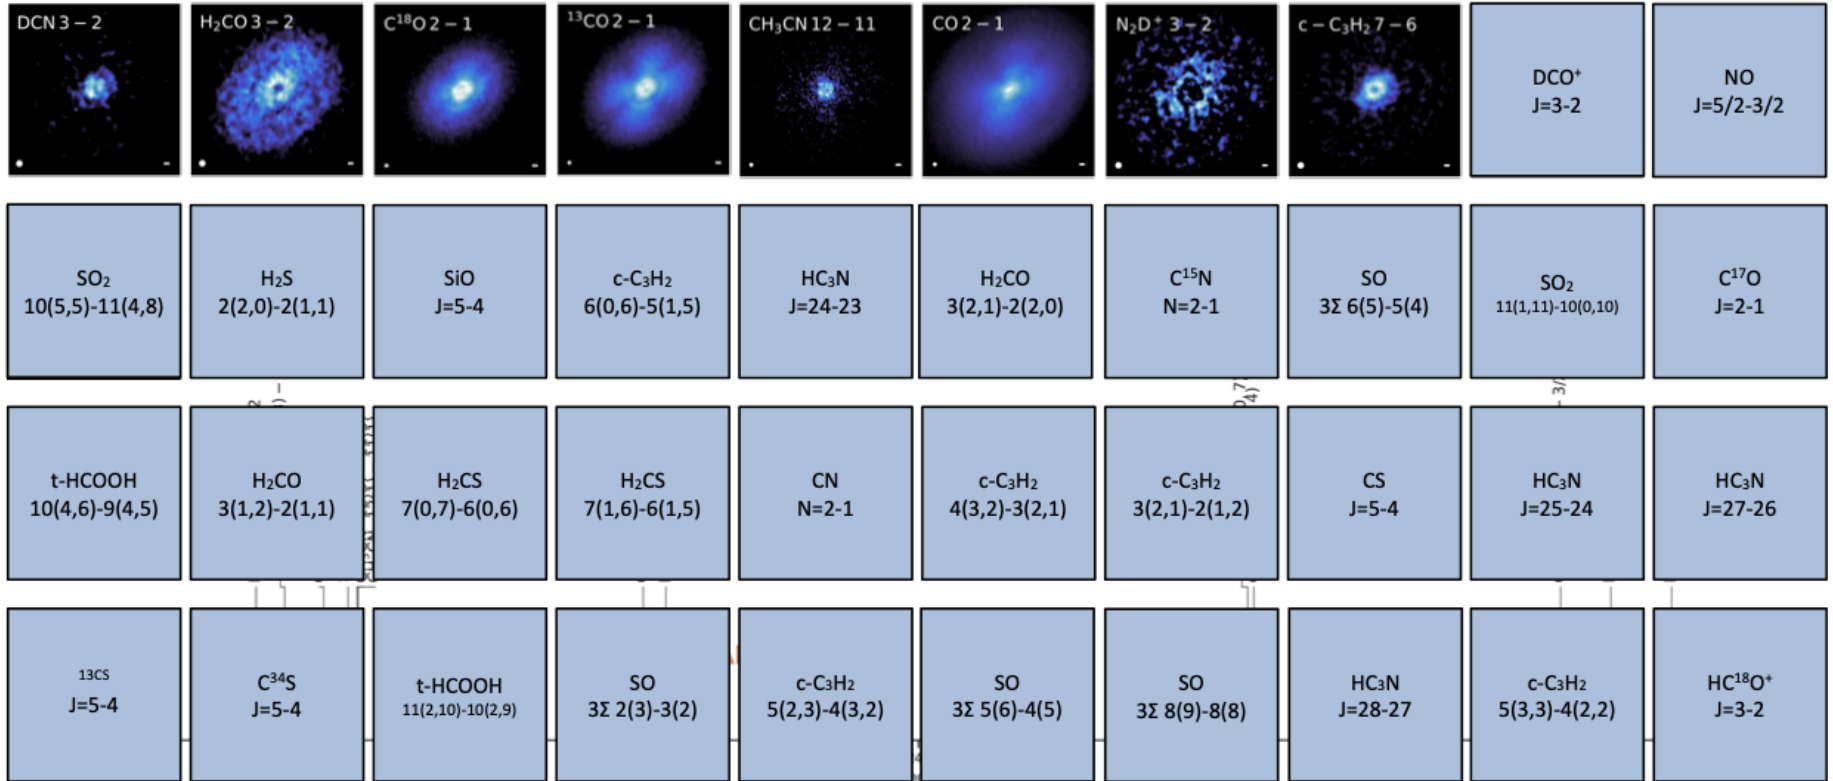 DCN 3 – 2
H₂CO 3 – 2
C¹⁸O 2 – 1
¹³CO 2 – 1
CH₃CN 12 – 11
CO 2 – 1
N₂D⁺ 3 – 2
c – C₃H₂ 7 – 6
DCO⁺
J=3-2
NO
J=5/2-3/2
SO₂
10(5,5)-11(4,8)
H₂S
2(2,0)-2(1,1)
SiO
J=5-4
c-C₃H₂
6(0,6)-5(1,5)
HC₃N
J=24-23
H₂CO
3(2,1)-2(2,0)
C¹⁵N
N=2-1
SO
3Σ 6(5)-5(4)
SO₂
11(1,11)-10(0,10)
C¹⁷O
J=2-1
t-HCOOH
10(4,6)-9(4,5)
H₂CO
3(1,2)-2(1,1)
H₂CS
7(0,7)-6(0,6)
H₂CS
7(1,6)-6(1,5)
CN
N=2-1
c-C₃H₂
4(3,2)-3(2,1)
c-C₃H₂
3(2,1)-2(1,2)
CS
J=5-4
HC₃N
J=25-24
HC₃N
J=27-26
¹³CS
J=5-4
C³⁴S
J=5-4
t-HCOOH
11(2,10)-10(2,9)
SO
3Σ 2(3)-3(2)
c-C₃H₂
5(2,3)-4(3,2)
SO
3Σ 5(6)-4(5)
SO
3Σ 8(9)-8(8)
HC₃N
J=28-27
c-C₃H₂
5(3,3)-4(2,2)
HC¹⁸O⁺
J=3-2